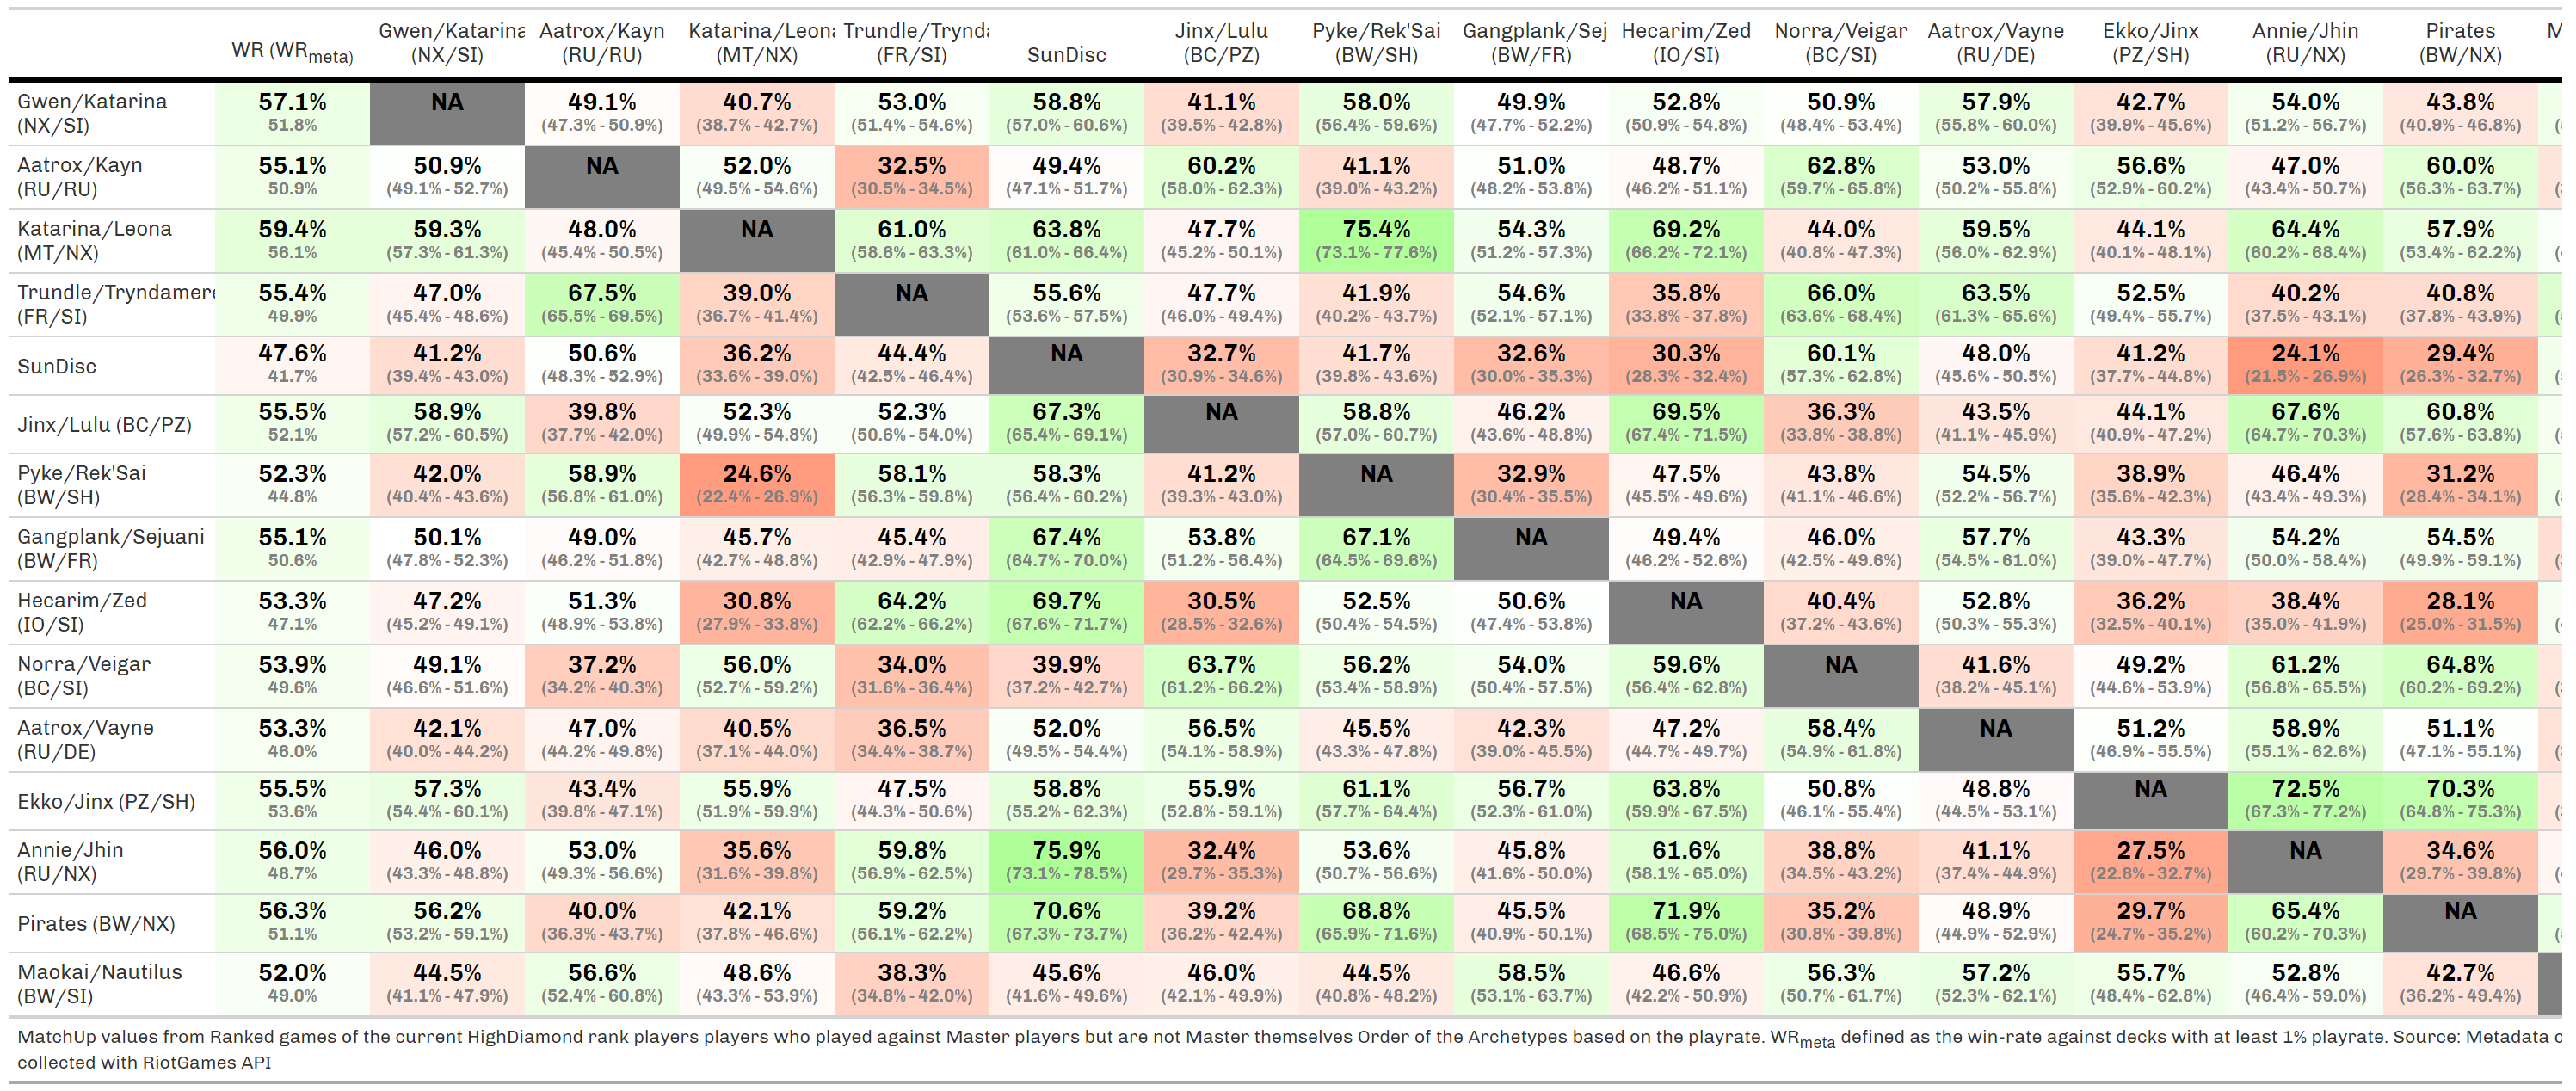 WR (WRmeta) Gwen/Katarina (NX/SI) Aatrox/Kayn (RU/RU) Katarina/Leona (MT/NX) Trundle/Trynda (FR/SI) SunDisc Jinx/Lulu (BC/PZ) Pyke/Rek'Sai (BW/SH) Gangplank/Sej (BW/FR) Hecarim/Zed (IO/SI) Norra/Veigar (BC/SI) Aatrox/Vayne (RU/DE) Ekko/Jinx (PZ/SH) Annie/Jhin (RU/NX) Pirates (BW/NX) M
Gwen/Katarina 57.1% NA 49.1% 40.7% 53.0% 58.8% 41.1% 58.0% 49.9% 52.8% 50.9% 57.9% 42.7% 54.0% 43.8%
(NX/SI) 51.8% (47.3% - 50.9%) (38.7% - 42.7%) (51.4% - 54.6%) (57.0% - 60.6%) (39.5% - 42.8%) (56.4% - 59.6%) (47.7% - 52.2%) (50.9% - 54.8%) (48.4% - 53.4%) (55.8% - 60.0%) (39.9% - 45.6%) (51.2% - 56.7%) (40.9% - 46.8%)
Aatrox/Kayn 55.1% 50.9% NA 52.0% 32.5% 49.4% 60.2% 41.1% 51.0% 48.7% 62.8% 53.0% 56.6% 47.0% 60.0%
(RU/RU) 50.9% (49.1% - 52.7%) (49.5% - 54.6%) (30.5% - 34.5%) (47.1% - 51.7%) (58.0% - 62.3%) (39.0% - 43.2%) (48.2% - 53.8%) (46.2% - 51.1%) (59.7% - 65.8%) (50.2% - 55.8%) (52.9% - 60.2%) (43.4% - 50.7%) (56.3% - 63.7%)
Katarina/Leona 59.4% 59.3% 48.0% NA 61.0% 63.8% 47.7% 75.4% 54.3% 69.2% 44.0% 59.5% 44.1% 64.4% 57.9%
(MT/NX) 56.1% (57.3% - 61.3%) (45.4% - 50.5%) (58.6% - 63.3%) (61.0% - 66.4%) (45.2% - 50.1%) (73.1% - 77.6%) (51.2% - 57.3%) (66.2% - 72.1%) (40.8% - 47.3%) (56.0% - 62.9%) (40.1% - 48.1%) (60.2% - 68.4%) (53.4% - 62.2%)
Trundle/Tryndamere 55.4% 47.0% 67.5% 39.0% NA 55.6% 47.7% 41.9% 54.6% 35.8% 66.0% 63.5% 52.5% 40.2% 40.8%
(FR/SI) 49.9% (45.4% - 48.6%) (65.5% - 69.5%) (36.7% - 41.4%) (53.6% - 57.5%) (46.0% - 49.4%) (40.2% - 43.7%) (52.1% - 57.1%) (33.8% - 37.8%) (63.6% - 68.4%) (61.3% - 65.6%) (49.4% - 55.7%) (37.5% - 43.1%) (37.8% - 43.9%)
SunDisc 47.6% 41.2% 50.6% 36.2% 44.4% NA 32.7% 41.7% 32.6% 30.3% 60.1% 48.0% 41.2% 24.1% 29.4%
41.7% (39.4% - 43.0%) (48.3% - 52.9%) (33.6% - 39.0%) (42.5% - 46.4%) (30.9% - 34.6%) (39.8% - 43.6%) (30.0% - 35.3%) (28.3% - 32.4%) (57.3% - 62.8%) (45.6% - 50.5%) (37.7% - 44.8%) (21.5% - 26.9%) (26.3% - 32.7%)
Jinx/Lulu (BC/PZ) 55.5% 58.9% 39.8% 52.3% 52.3% 67.3% NA 58.8% 46.2% 69.5% 36.3% 43.5% 44.1% 67.6% 60.8%
52.1% (57.2% - 60.5%) (37.7% - 42.0%) (49.9% - 54.8%) (50.6% - 54.0%) (65.4% - 69.1%) (57.0% - 60.7%) (43.6% - 48.8%) (67.4% - 71.5%) (33.8% - 38.8%) (41.1% - 45.9%) (40.9% - 47.2%) (64.7% - 70.3%) (57.6% - 63.8%)
Pyke/Rek'Sai 52.3% 42.0% 58.9% 24.6% 58.1% 58.3% 41.2% NA 32.9% 47.5% 43.8% 54.5% 38.9% 46.4% 31.2%
(BW/SH) 44.8% (40.4% - 43.6%) (56.8% - 61.0%) (22.4% - 26.9%) (56.3% - 59.8%) (56.4% - 60.2%) (39.3% - 43.0%) (30.4% - 35.5%) (45.5% - 49.6%) (41.1% - 46.6%) (52.2% - 56.7%) (35.6% - 42.3%) (43.4% - 49.3%) (28.4% - 34.1%)
Gangplank/Sejuani 55.1% 50.1% 49.0% 45.7% 45.4% 67.4% 53.8% 67.1% NA 49.4% 46.0% 57.7% 43.3% 54.2% 54.5%
(BW/FR) 50.6% (47.8% - 52.3%) (46.2% - 51.8%) (42.7% - 48.8%) (42.9% - 47.9%) (64.7% - 70.0%) (51.2% - 56.4%) (64.5% - 69.6%) (46.2% - 52.6%) (42.5% - 49.6%) (54.5% - 61.0%) (39.0% - 47.7%) (50.0% - 58.4%) (49.9% - 59.1%)
Hecarim/Zed 53.3% 47.2% 51.3% 30.8% 64.2% 69.7% 30.5% 52.5% 50.6% NA 40.4% 52.8% 36.2% 38.4% 28.1%
(IO/SI) 47.1% (45.2% - 49.1%) (48.9% - 53.8%) (27.9% - 33.8%) (62.2% - 66.2%) (67.6% - 71.7%) (28.5% - 32.6%) (50.4% - 54.5%) (47.4% - 53.8%) (37.2% - 43.6%) (50.3% - 55.3%) (32.5% - 40.1%) (35.0% - 41.9%) (25.0% - 31.5%)
Norra/Veigar 53.9% 49.1% 37.2% 56.0% 34.0% 39.9% 63.7% 56.2% 54.0% 59.6% NA 41.6% 49.2% 61.2% 64.8%
(BC/SI) 49.6% (46.6% - 51.6%) (34.2% - 40.3%) (52.7% - 59.2%) (31.6% - 36.4%) (37.2% - 42.7%) (61.2% - 66.2%) (53.4% - 58.9%) (50.4% - 57.5%) (56.4% - 62.8%) (38.2% - 45.1%) (44.6% - 53.9%) (56.8% - 65.5%) (60.2% - 69.2%)
Aatrox/Vayne 53.3% 42.1% 47.0% 40.5% 36.5% 52.0% 56.5% 45.5% 42.3% 47.2% 58.4% NA 51.2% 58.9% 51.1%
(RU/DE) 46.0% (40.0% - 44.2%) (44.2% - 49.8%) (37.1% - 44.0%) (34.4% - 38.7%) (49.5% - 54.4%) (54.1% - 58.9%) (43.3% - 47.8%) (39.0% - 45.5%) (44.7% - 49.7%) (54.9% - 61.8%) (46.9% - 55.5%) (55.1% - 62.6%) (47.1% - 55.1%)
Ekko/Jinx (PZ/SH) 55.5% 57.3% 43.4% 55.9% 47.5% 58.8% 55.9% 61.1% 56.7% 63.8% 50.8% 48.8% NA 72.5% 70.3%
53.6% (54.4% - 60.1%) (39.8% - 47.1%) (51.9% - 59.9%) (44.3% - 50.6%) (55.2% - 62.3%) (52.8% - 59.1%) (57.7% - 64.4%) (52.3% - 61.0%) (59.9% - 67.5%) (46.1% - 55.4%) (44.5% - 53.1%) (67.3% - 77.2%) (64.8% - 75.3%)
Annie/Jhin 56.0% 46.0% 53.0% 35.6% 59.8% 75.9% 32.4% 53.6% 45.8% 61.6% 38.8% 41.1% 27.5% NA 34.6%
(RU/NX) 48.7% (43.3% - 48.8%) (49.3% - 56.6%) (31.6% - 39.8%) (56.9% - 62.5%) (73.1% - 78.5%) (29.7% - 35.3%) (50.7% - 56.6%) (41.6% - 50.0%) (58.1% - 65.0%) (34.5% - 43.2%) (37.4% - 44.9%) (22.8% - 32.7%) (29.7% - 39.8%)
Pirates (BW/NX) 56.3% 56.2% 40.0% 42.1% 59.2% 70.6% 39.2% 68.8% 45.5% 71.9% 35.2% 48.9% 29.7% 65.4% NA
51.1% (53.2% - 59.1%) (36.3% - 43.7%) (37.8% - 46.6%) (56.1% - 62.2%) (67.3% - 73.7%) (36.2% - 42.4%) (65.9% - 71.6%) (40.9% - 50.1%) (68.5% - 75.0%) (30.8% - 39.8%) (44.9% - 52.9%) (24.7% - 35.2%) (60.2% - 70.3%)
Maokai/Nautilus 52.0% 44.5% 56.6% 48.6% 38.3% 45.6% 46.0% 44.5% 58.5% 46.6% 56.3% 57.2% 55.7% 52.8% 42.7%
(BW/SI) 49.0% (41.1% - 47.9%) (52.4% - 60.8%) (43.3% - 53.9%) (34.8% - 42.0%) (41.6% - 49.6%) (42.1% - 49.9%) (40.8% - 48.2%) (53.1% - 63.7%) (42.2% - 50.9%) (50.7% - 61.7%) (52.3% - 62.1%) (48.4% - 62.8%) (46.4% - 59.0%) (36.2% - 49.4%)
MatchUp values from Ranked games of the current HighDiamond rank players players who played against Master players but are not Master themselves Order of the Archetypes based on the playrate. WRmeta defined as the win-rate against decks with at least 1% playrate. Source: Metadata
collected with RiotGames API